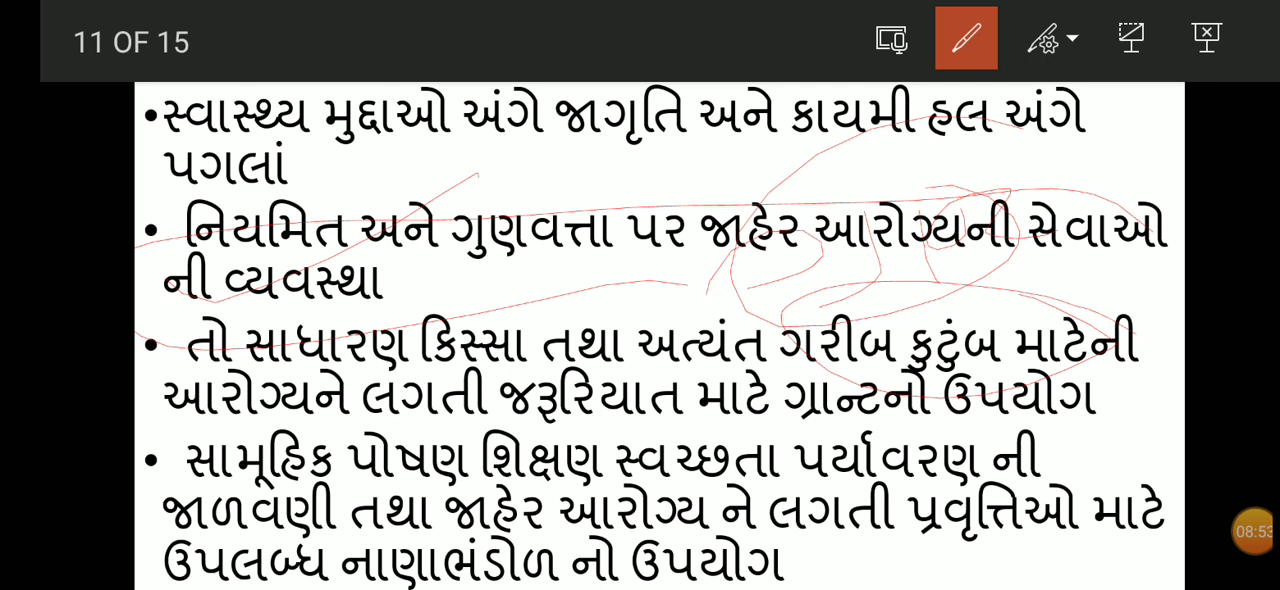 11 OF 15
•સ્વાસ્થ્ય મુદ્દાઓ અંગે જાગૃતિ અને કાયમી હલ અંગે
પગલાં
• નિયમિત અને ગુણવત્તા પર જાહેર આરોગ્યની સેવાઓ
ની વ્યવસ્થા
• તો સાધારણ કિસ્સા તથા અત્યંત ગરીબ કુટુંબ માટેની
આરોગ્યને લગતી જરૂરિયાત માટે ગ્રાન્ટનો ઉપયોગ
• સામૂહિક પોષણ શિક્ષણ સ્વચ્છતા પર્યાવરણ ની
જાળવણી તથા જાહેર આરોગ્ય ને લગતી પ્રવૃત્તિઓ માટે
ઉપલબ્ધ નાણાભંડોળ નો ઉપયોગ
08:53